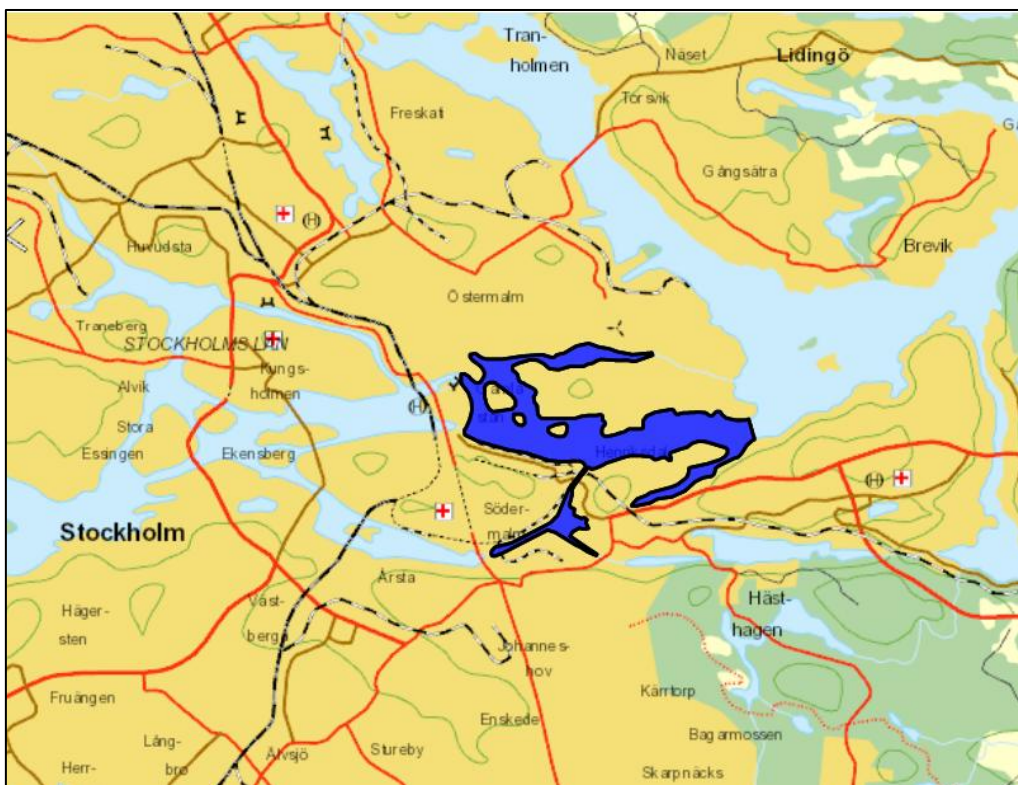 Tran-
holmen
Näset
Lidingö
Torsvik
Freskati
Gångsätra
Huvudsta
Brevik
Östermalm
Traneberg
STOCKHOLMS LÄN
Kungs-
holmen
Alvik
Stora
Essingen
Ekensberg
Stockholm
Söder-
malm
Årsta
Häst-
hagen
Häger-
sten
Väst-
berg
Johannes-
hov
Kärrtorp
Fruängen
Enskede
Bagarmossen
Lång-
bro
Älvsjö
Stureby
Herr-
Skarpnäcks